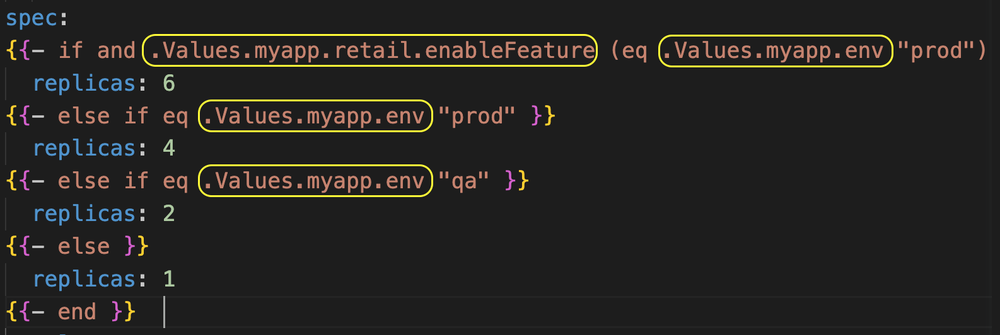 spec:
{{- if and .Values.myapp.retail.enableFeature (eq .Values.myapp.env "prod")
  replicas: 6
{{- else if eq .Values.myapp.env "prod" }}
  replicas: 4
{{- else if eq .Values.myapp.env "qa" }}
  replicas: 2
{{- else }}
  replicas: 1
{{- end }}